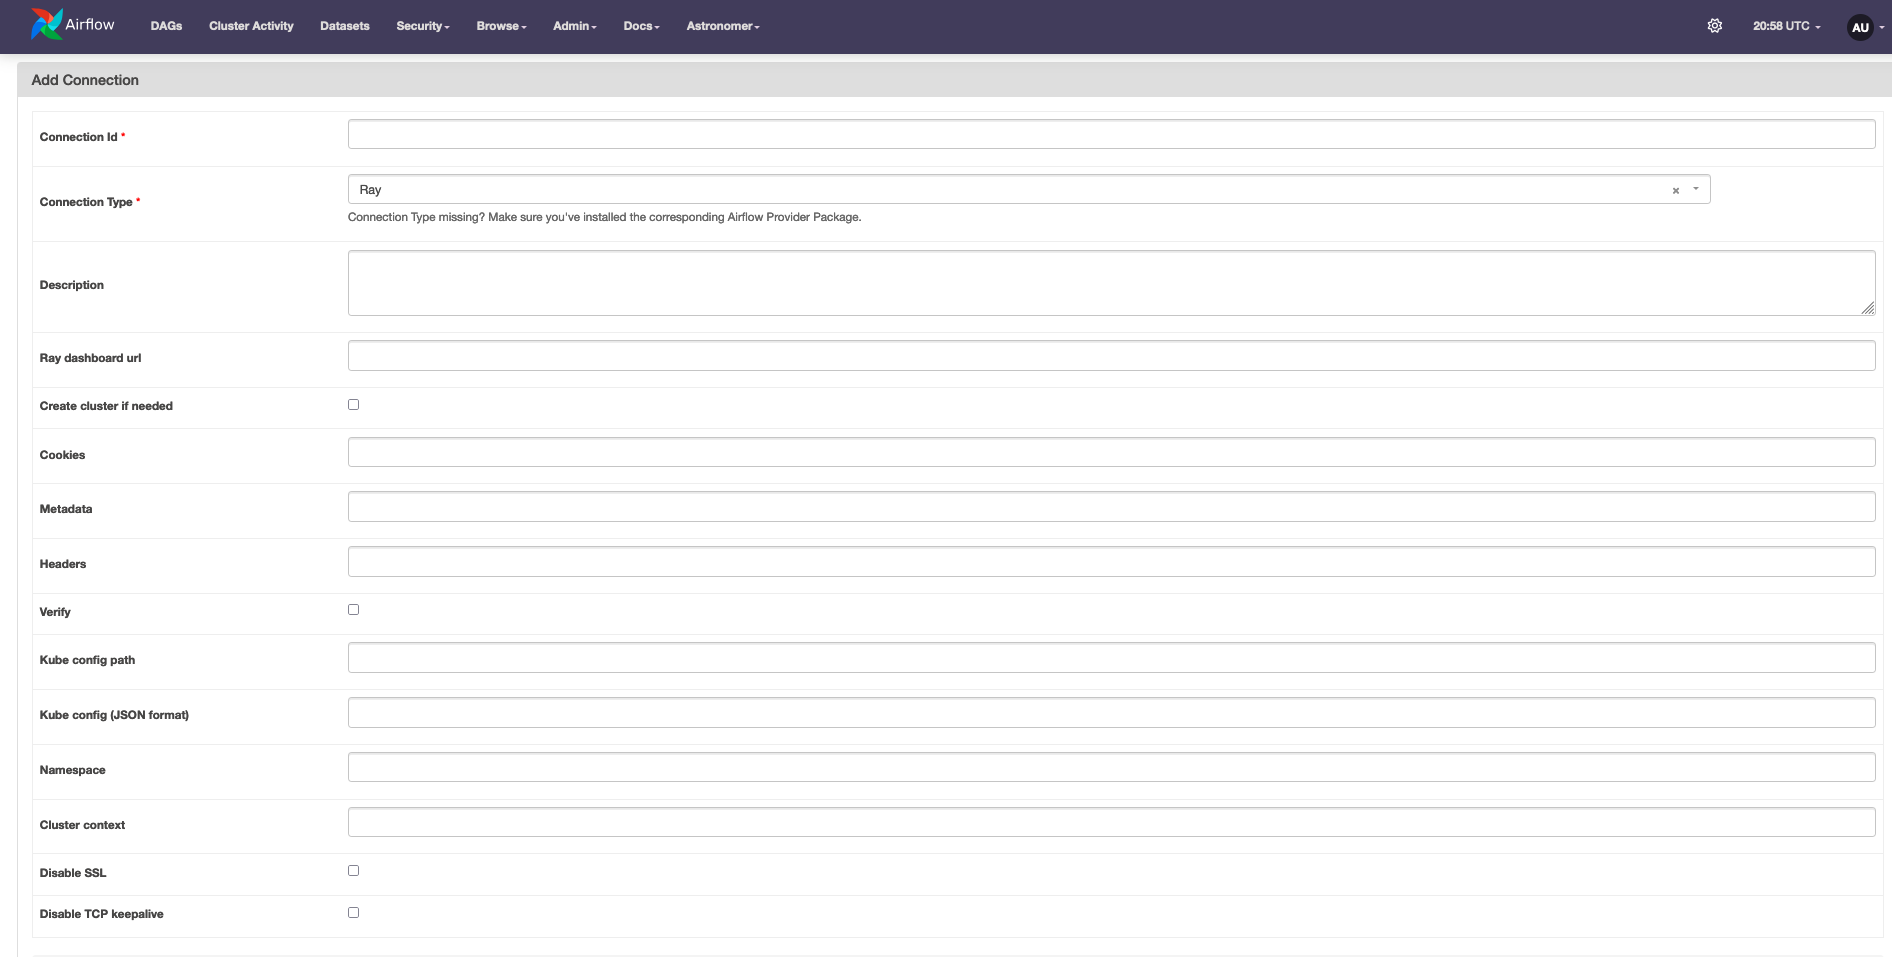 Airflow DAGs Cluster Activity Datasets Security Browse Admin Docs Astronomer 20:58 UTC AU
Add Connection
Connection Id *
Connection Type * Ray × 
Connection Type missing? Make sure you've installed the corresponding Airflow Provider Package.
Description
Ray dashboard url
Create cluster if needed
Cookies
Metadata
Headers
Verify
Kube config path
Kube config (JSON format)
Namespace
Cluster context
Disable SSL
Disable TCP keepalive